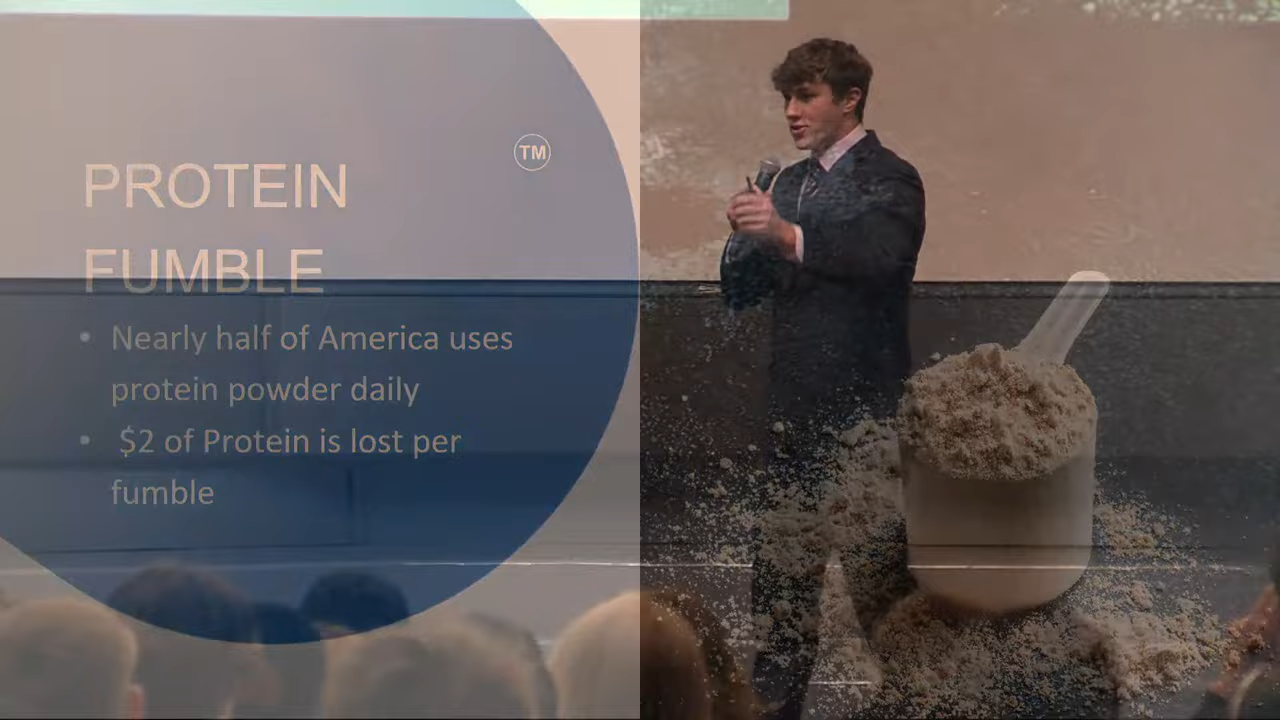 TM
PROTEIN
FUMBLE
• Nearly half of America uses
protein powder daily
• $2 of Protein is lost per
fumble